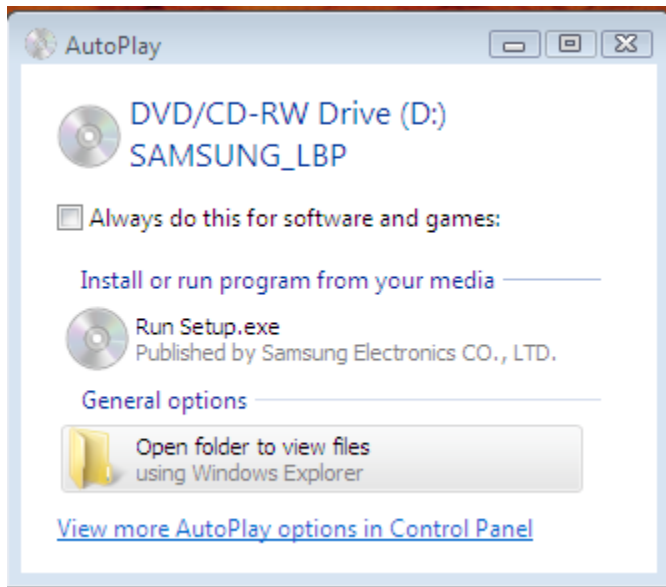 AutoPlay
DVD/CD-RW Drive (D:)
SAMSUNG_LBP
Always do this for software and games:
Install or run program from your media
Run Setup.exe
Published by Samsung Electronics CO., LTD.
General options
Open folder to view files
using Windows Explorer
View more AutoPlay options in Control Panel